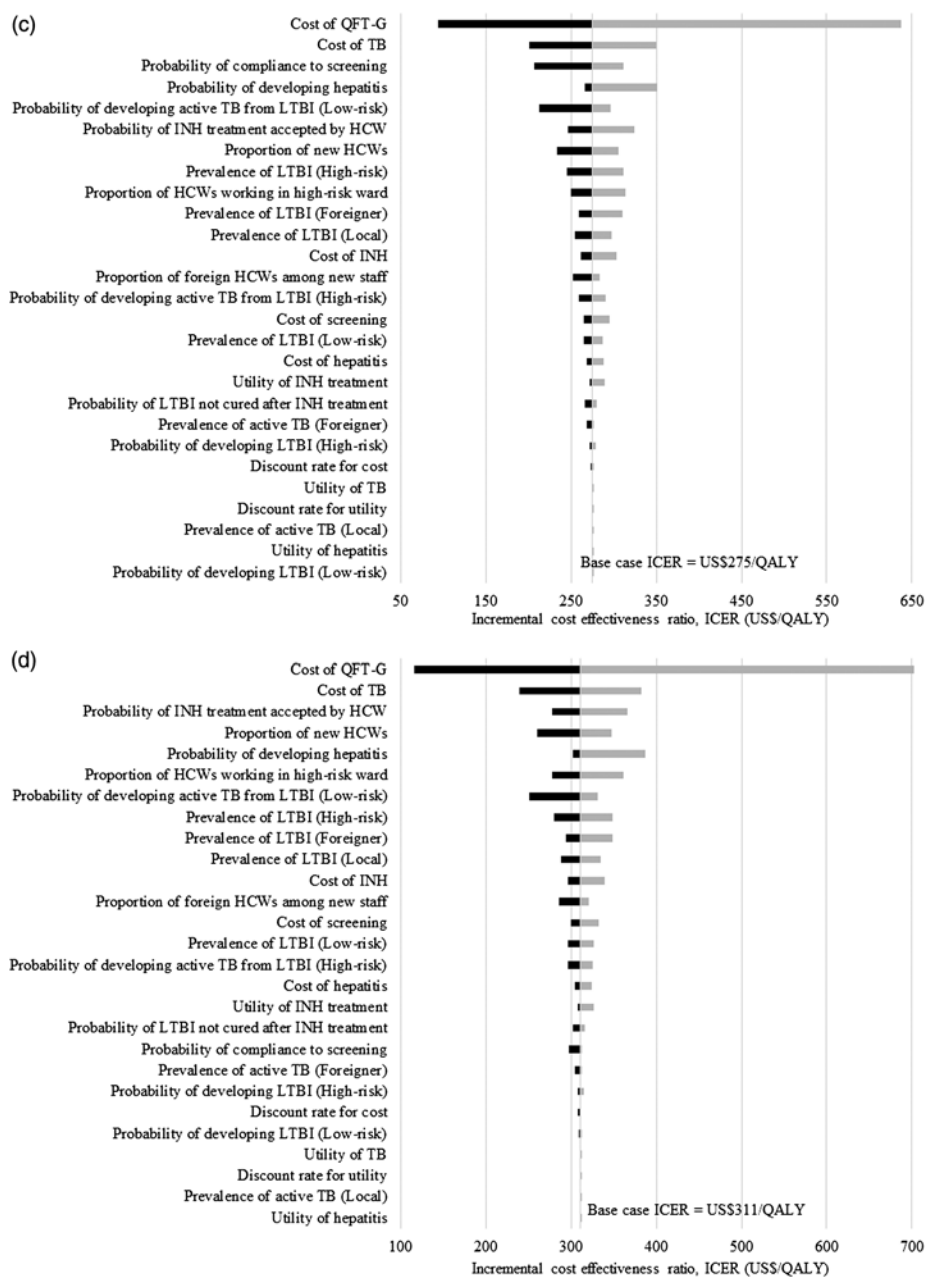 (c)
Cost of QFT-G
Cost of TB
Probability of compliance to screening
Probability of developing hepatitis
Probability of developing active TB from LTBI (Low-risk)
Probability of INH treatment accepted by HCW
Proportion of new HCWs
Prevalence of LTBI (High-risk)
Proportion of HCWs working in high-risk ward
Prevalence of LTBI (Foreigner)
Prevalence of LTBI (Local)
Cost of INH
Proportion of foreign HCWs among new staff
Probability of developing active TB from LTBI (High-risk)
Cost of screening
Prevalence of LTBI (Low-risk)
Cost of hepatitis
Utility of INH treatment
Probability of LTBI not cured after INH treatment
Prevalence of active TB (Foreigner)
Probability of developing LTBI (High-risk)
Discount rate for cost
Utility of TB
Discount rate for utility
Prevalence of active TB (Local)
Utility of hepatitis
Base case ICER = US$275/QALY
Probability of developing LTBI (Low-risk)
50 150 250 350 450 550 650
Incremental cost effectiveness ratio, ICER (US$/QALY)
(d)
Cost of QFT-G
Cost of TB
Probability of INH treatment accepted by HCW
Proportion of new HCWs
Probability of developing hepatitis
Proportion of HCWs working in high-risk ward
Probability of developing active TB from LTBI (Low-risk)
Prevalence of LTBI (High-risk)
Prevalence of LTBI (Foreigner)
Prevalence of LTBI (Local)
Cost of INH
Proportion of foreign HCWs among new staff
Cost of screening
Prevalence of LTBI (Low-risk)
Probability of developing active TB from LTBI (High-risk)
Cost of hepatitis
Utility of INH treatment
Probability of LTBI not cured after INH treatment
Probability of compliance to screening
Prevalence of active TB (Foreigner)
Probability of developing LTBI (High-risk)
Discount rate for cost
Probability of developing LTBI (Low-risk)
Utility of TB
Discount rate for utility
Prevalence of active TB (Local)
Base case ICER = US$311/QALY
Utility of hepatitis
100 200 300 400 500 600 700
Incremental cost effectiveness ratio, ICER (US$/QALY)